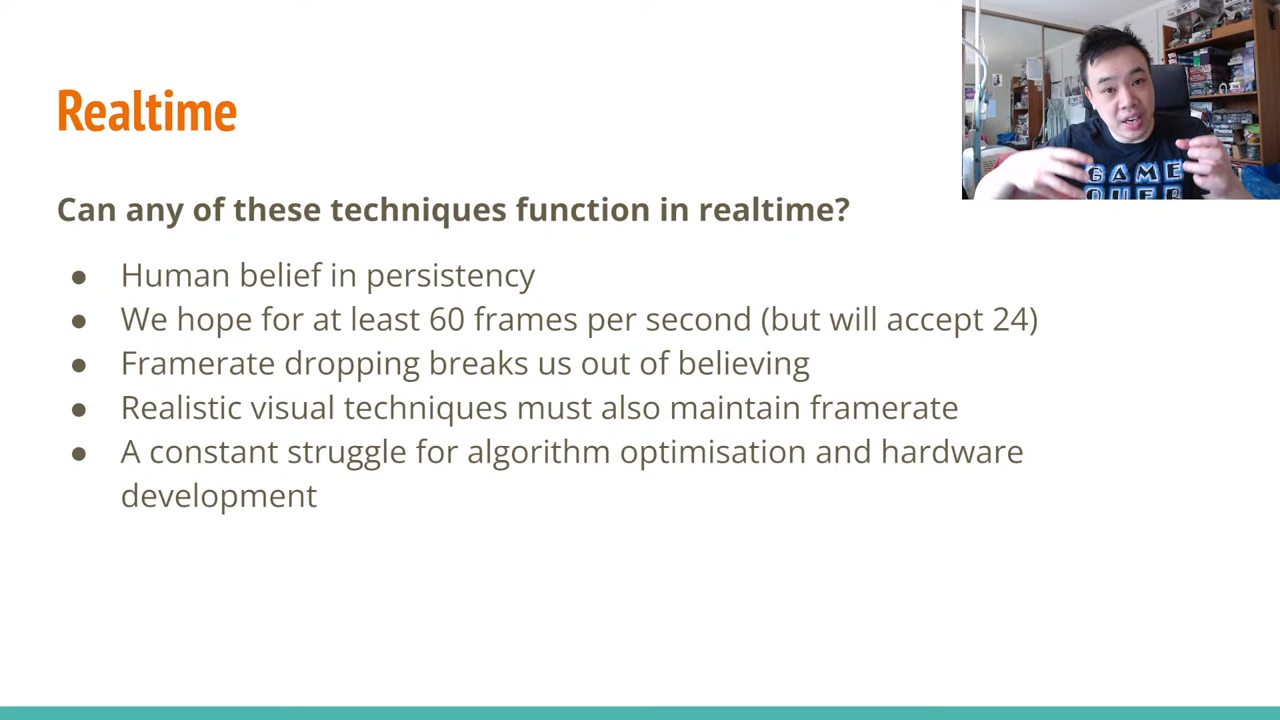 Realtime
Can any of these techniques function in realtime?
● Human belief in persistency
● We hope for at least 60 frames per second (but will accept 24)
● Framerate dropping breaks us out of believing
● Realistic visual techniques must also maintain framerate
● A constant struggle for algorithm optimisation and hardware
development
GAME
OVER